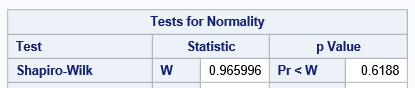 Tests for Normality
Test Statistic p Value
Shapiro-Wilk W 0.965996 Pr < W 0.6188